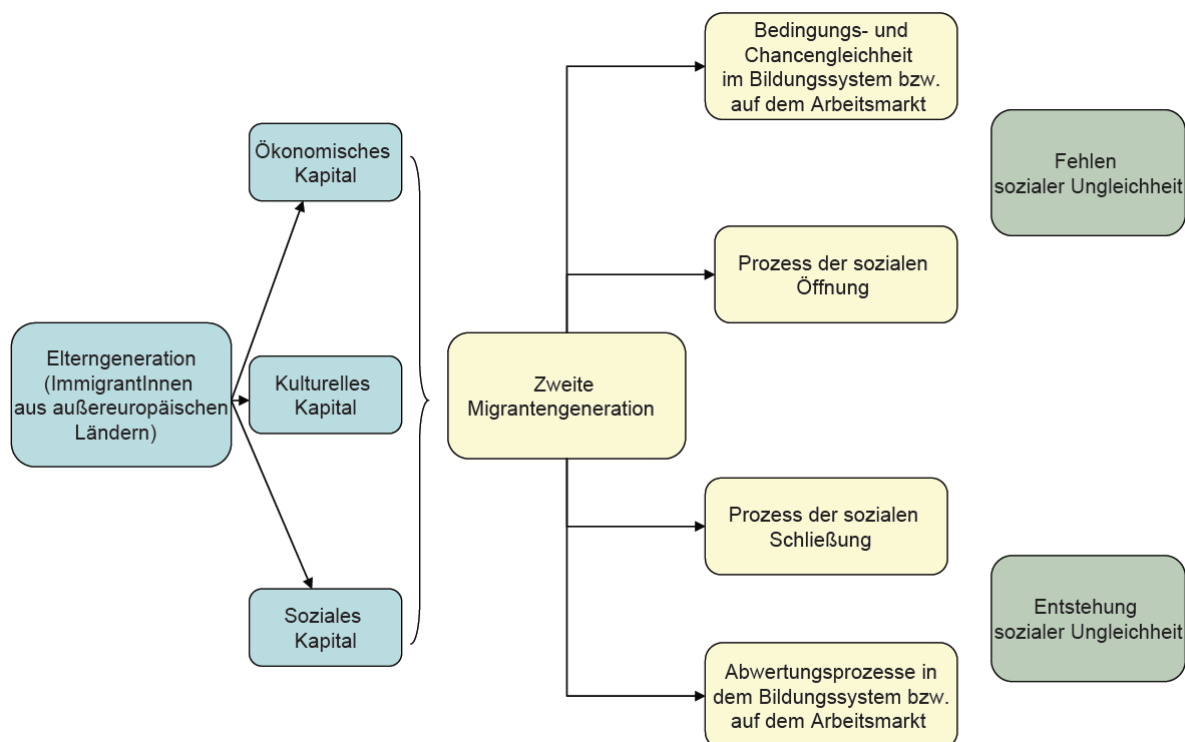 Bedingungs- und
Chancengleichheit
im Bildungssystem bzw.
auf dem Arbeitsmarkt
Ökonomisches
Kapital
Fehlen
sozialer Ungleichheit
Prozess der sozialen
Öffnung
Elterngeneration
(ImmigrantInnen
aus außereuropäischen
Ländern)
Kulturelles
Kapital
Zweite
Migrantengeneration
Prozess der sozialen
Schließung
Soziales
Kapital
Entstehung
sozialer Ungleichheit
Abwertungsprozesse in
dem Bildungssystem bzw.
auf dem Arbeitsmarkt